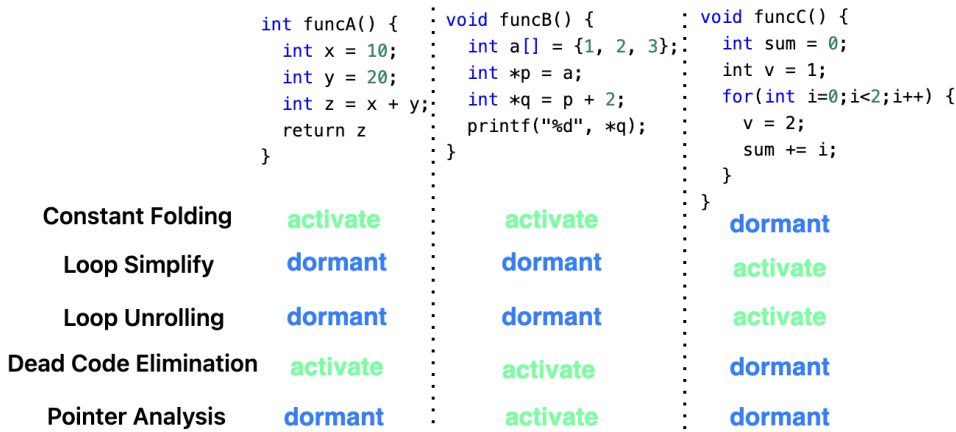 int funcA() {
  int x = 10;
  int y = 20;
  int z = x + y;
  return z
}
void funcB() {
  int a[] = {1, 2, 3};
  int *p = a;
  int *q = p + 2;
  printf("%d", *q);
}
void funcC() {
  int sum = 0;
  int v = 1;
  for(int i=0;i<2;i++) {
    v = 2;
    sum += i;
  }
}
Constant Folding activate activate dormant
Loop Simplify dormant dormant activate
Loop Unrolling dormant dormant activate
Dead Code Elimination activate activate dormant
Pointer Analysis dormant activate dormant